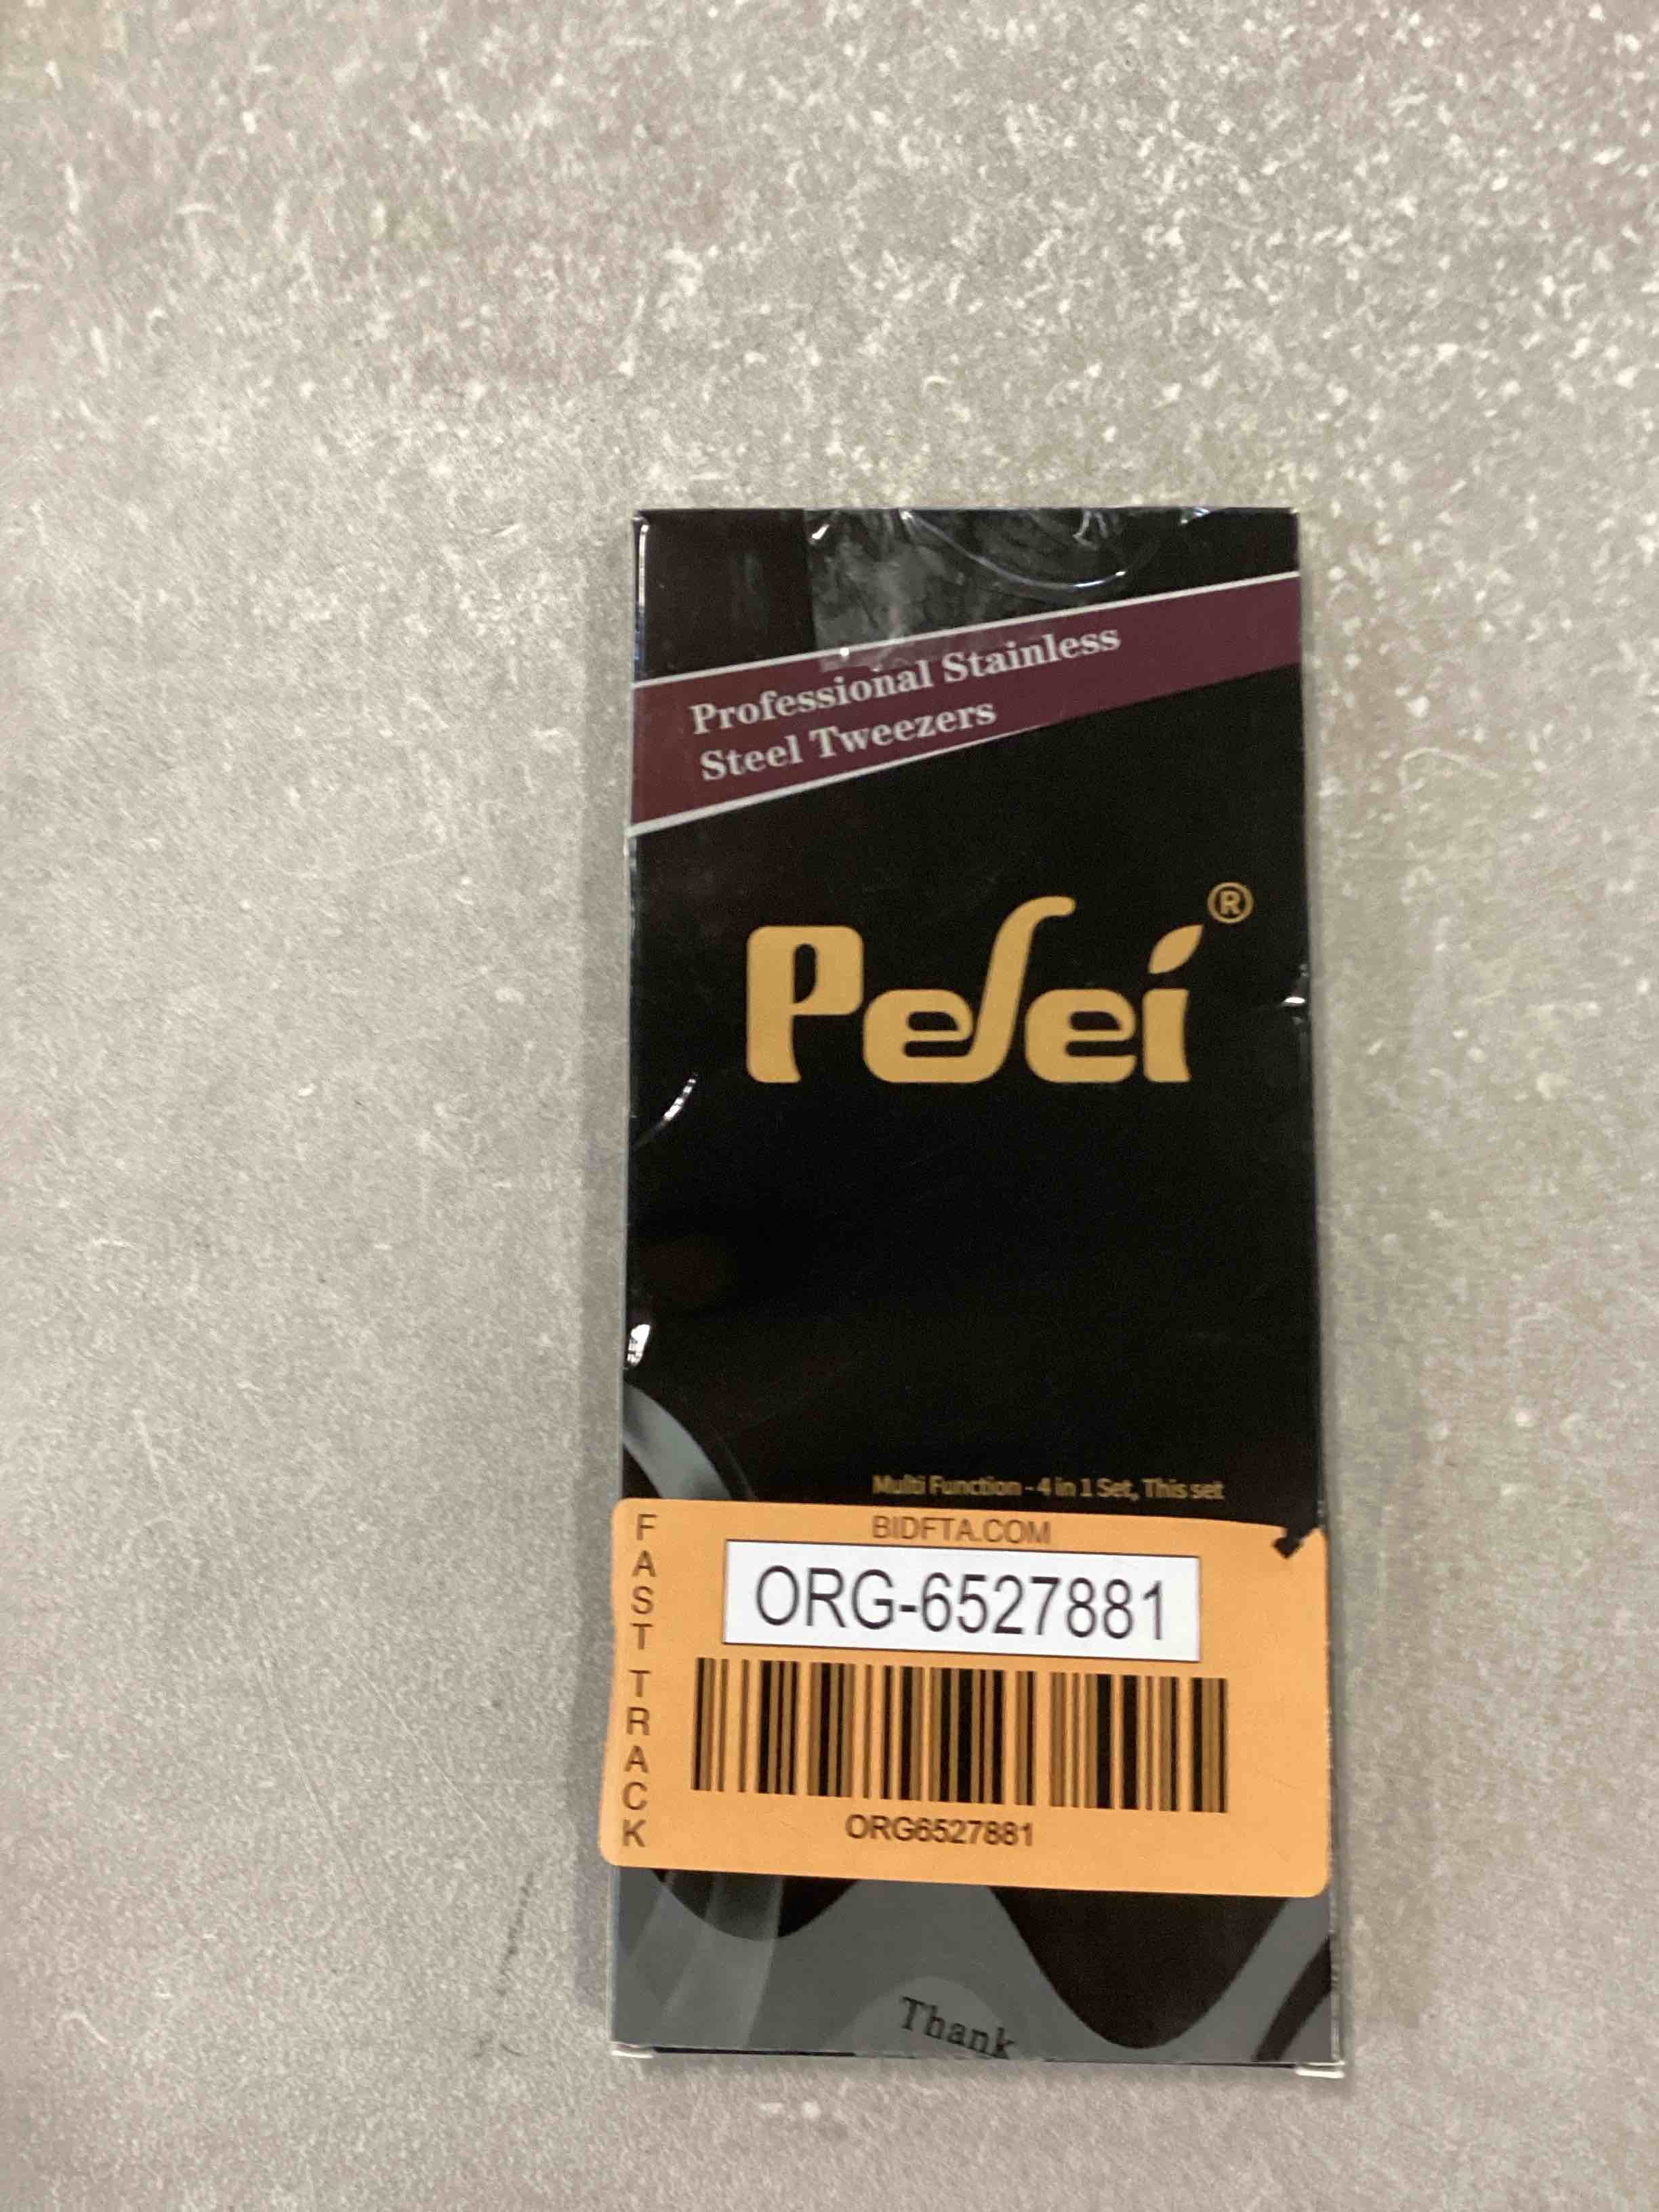 Professional Stainless
Steel Tweezers
Pesei®
Multi Function - 4 in 1 Set, This set
BIDFTA.COM
FAST TRACK
ORG-6527881
ORG6527881
Thank